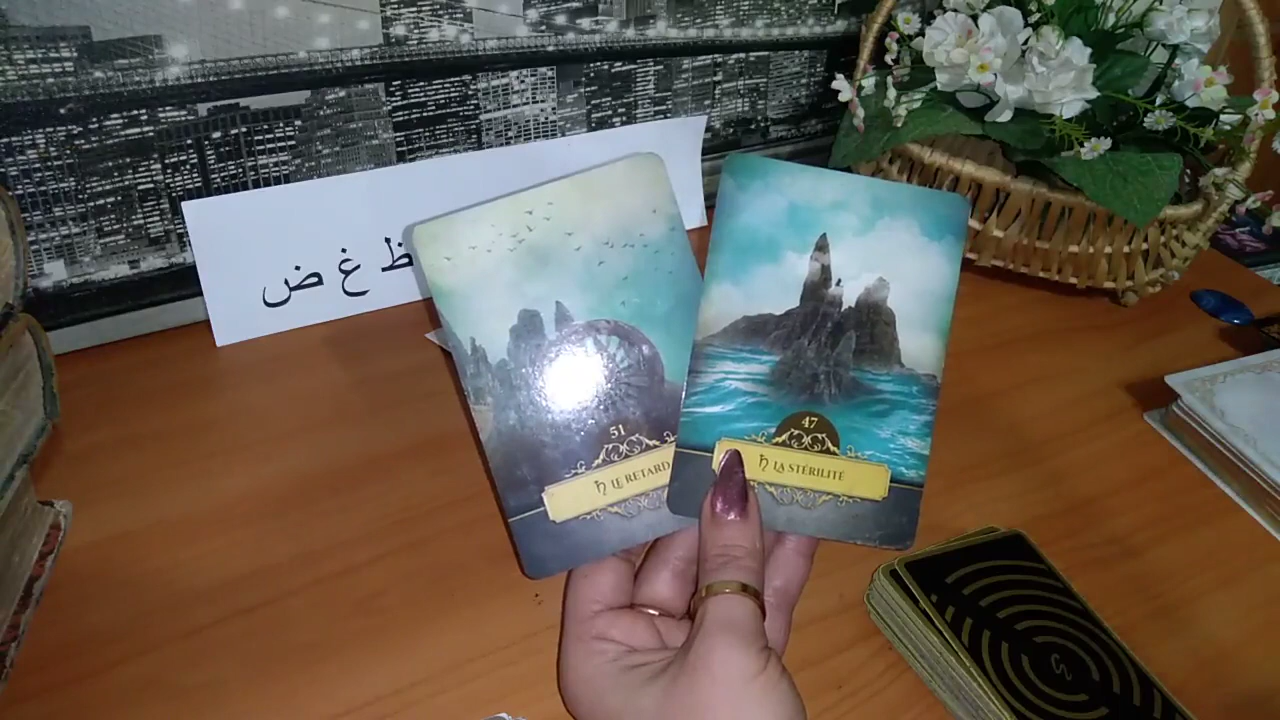 ض غ ظ
51
♄ LE RETARD
47
♄ LA STÉRILITÉ